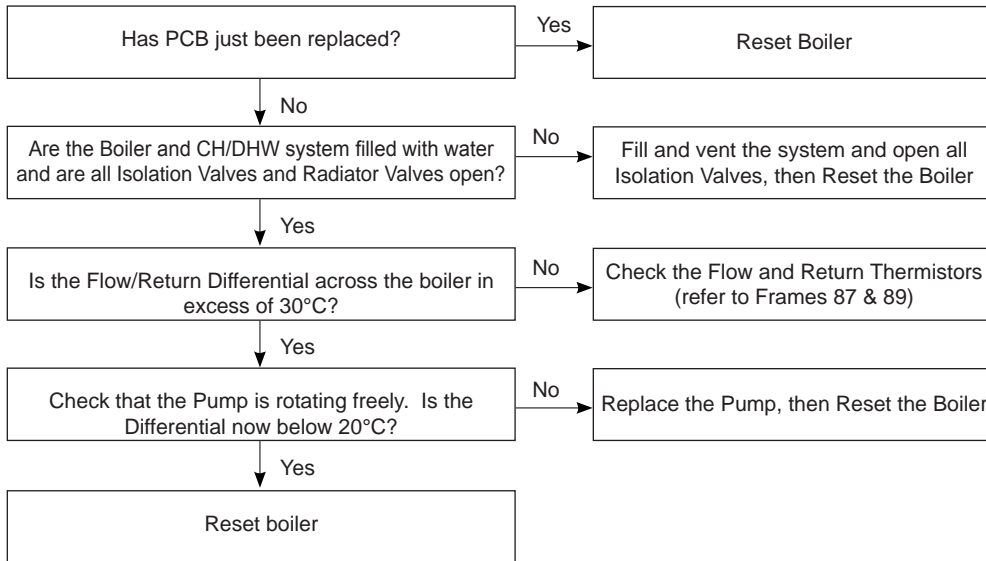 Has PCB just been replaced?
Yes
Reset Boiler
No
Are the Boiler and CH/DHW system filled with water
and are all Isolation Valves and Radiator Valves open?
No
Fill and vent the system and open all
Isolation Valves, then Reset the Boiler
Yes
Is the Flow/Return Differential across the boiler in
excess of 30°C?
No
Check the Flow and Return Thermistors
(refer to Frames 87 & 89)
Yes
Check that the Pump is rotating freely.  Is the
Differential now below 20°C?
No
Replace the Pump, then Reset the Boiler
Yes
Reset boiler